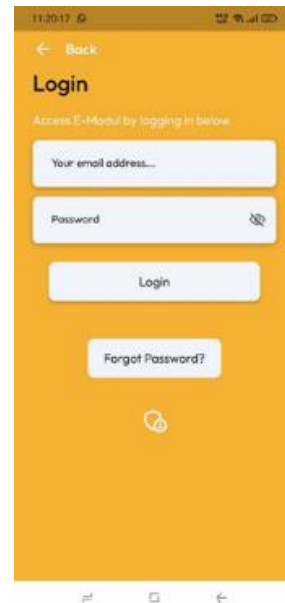 11:20:17
Back
Login
Access E-Modul by logging in below.
Your email address...
Password
Login
Forgot Password?